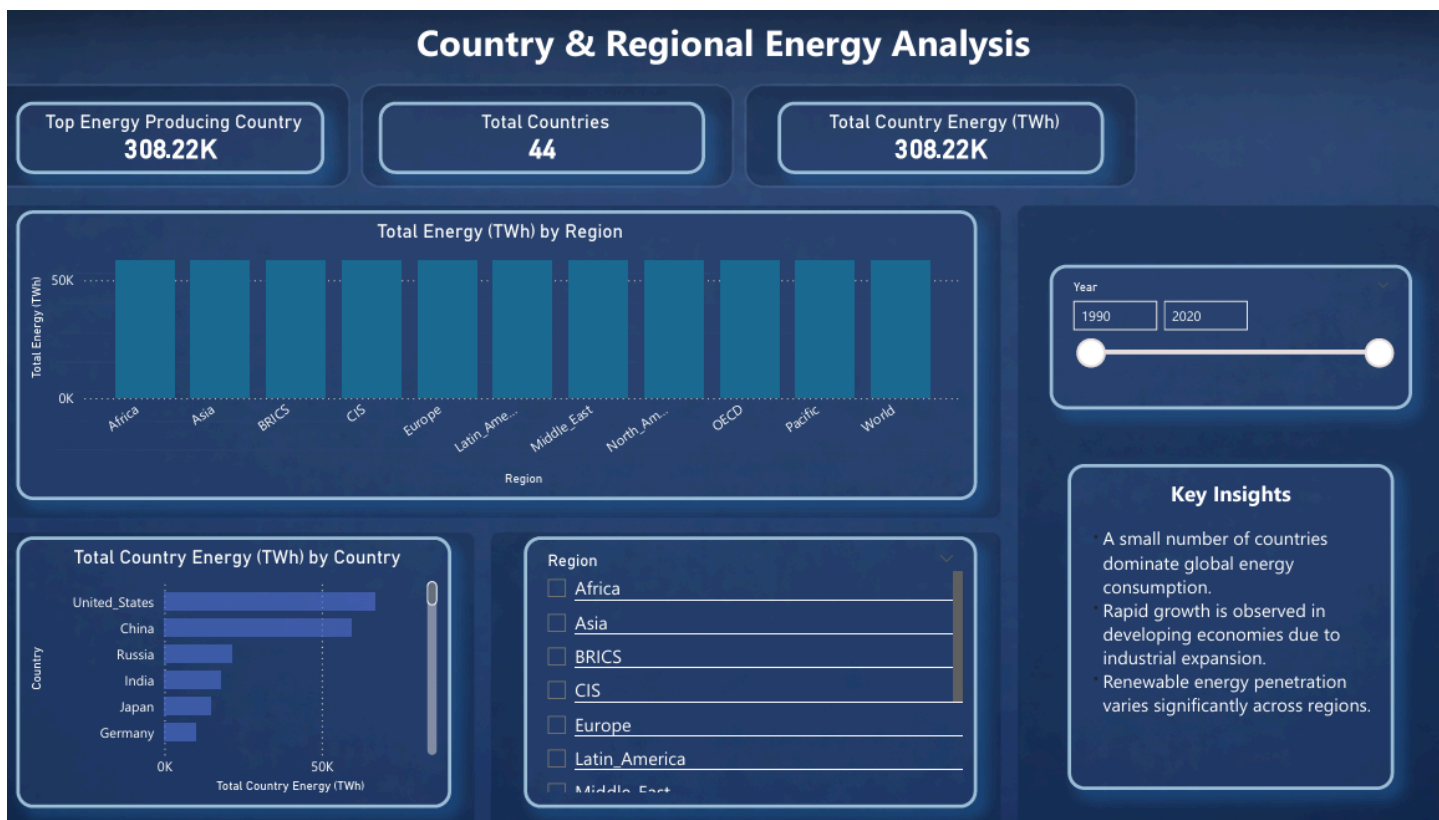 Country & Regional Energy Analysis
Top Energy Producing Country
308.22K
Total Countries
44
Total Country Energy (TWh)
308.22K
Total Energy (TWh) by Region
Total Energy (TWh)
50K
0K
Africa
Asia
BRICS
CIS
Europe
Latin_Ame...
Middle_East
North_Am...
OECD
Pacific
World
Region
Year
1990
2020
Key Insights
A small number of countries
dominate global energy
consumption.
Rapid growth is observed in
developing economies due to
industrial expansion.
Renewable energy penetration
varies significantly across regions.
Total Country Energy (TWh) by Country
Country
United_States
China
Russia
India
Japan
Germany
0K
50K
Total Country Energy (TWh)
Region
Africa
Asia
BRICS
CIS
Europe
Latin_America
Middle_East